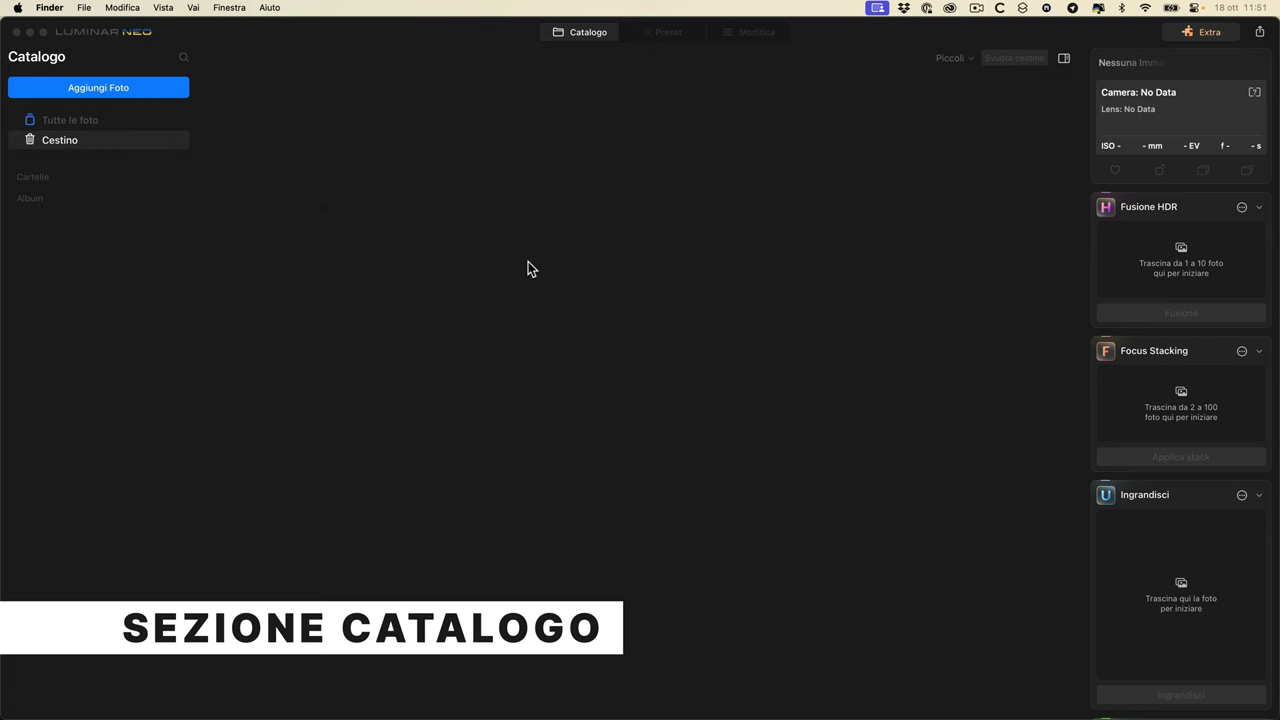 Finder File Modifica Vista Vai Finestra Aiuto 18 ott 11:51
LUMINAR NEO Catalogo Preset Modifica Extra
Catalogo
Piccoli Svuota cestino
Aggiungi Foto
Tutte le foto
Cestino
Cartelle
Album
Nessuna Imm
Camera: No Data
Lens: No Data
ISO - - mm - EV f - - s
Fusione HDR
Trascina da 1 a 10 foto
qui per iniziare
Fusione
Focus Stacking
Trascina da 2 a 100
foto qui per iniziare
Applica stack
Ingrandisci
Trascina qui la foto
per iniziare
Ingrandisci
SEZIONE CATALOGO